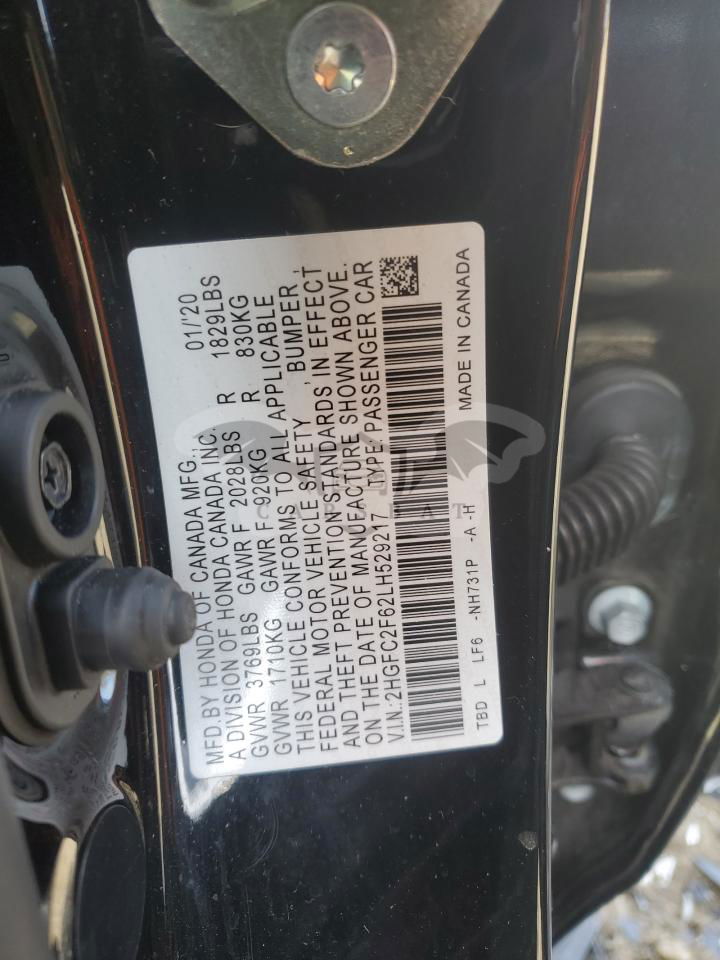 MFD. BY HONDA OF CANADA MFG., 01/'20
A DIVISION OF HONDA CANADA INC.
GVWR 3769LBS GAWR F 2028LBS R 1829LBS
GVWR 1710KG GAWR F 920KG R 830KG
THIS VEHICLE CONFORMS TO ALL APPLICABLE
FEDERAL MOTOR VEHICLE SAFETY , BUMPER ,
AND THEFT PREVENTION STANDARDS IN EFFECT
ON THE DATE OF MANUFACTURE SHOWN ABOVE.
V.I.N.:2HGFC2F62LH529217 TYPE: PASSENGER CAR
TBD L LF6 -NH731P -A -H MADE IN CANADA